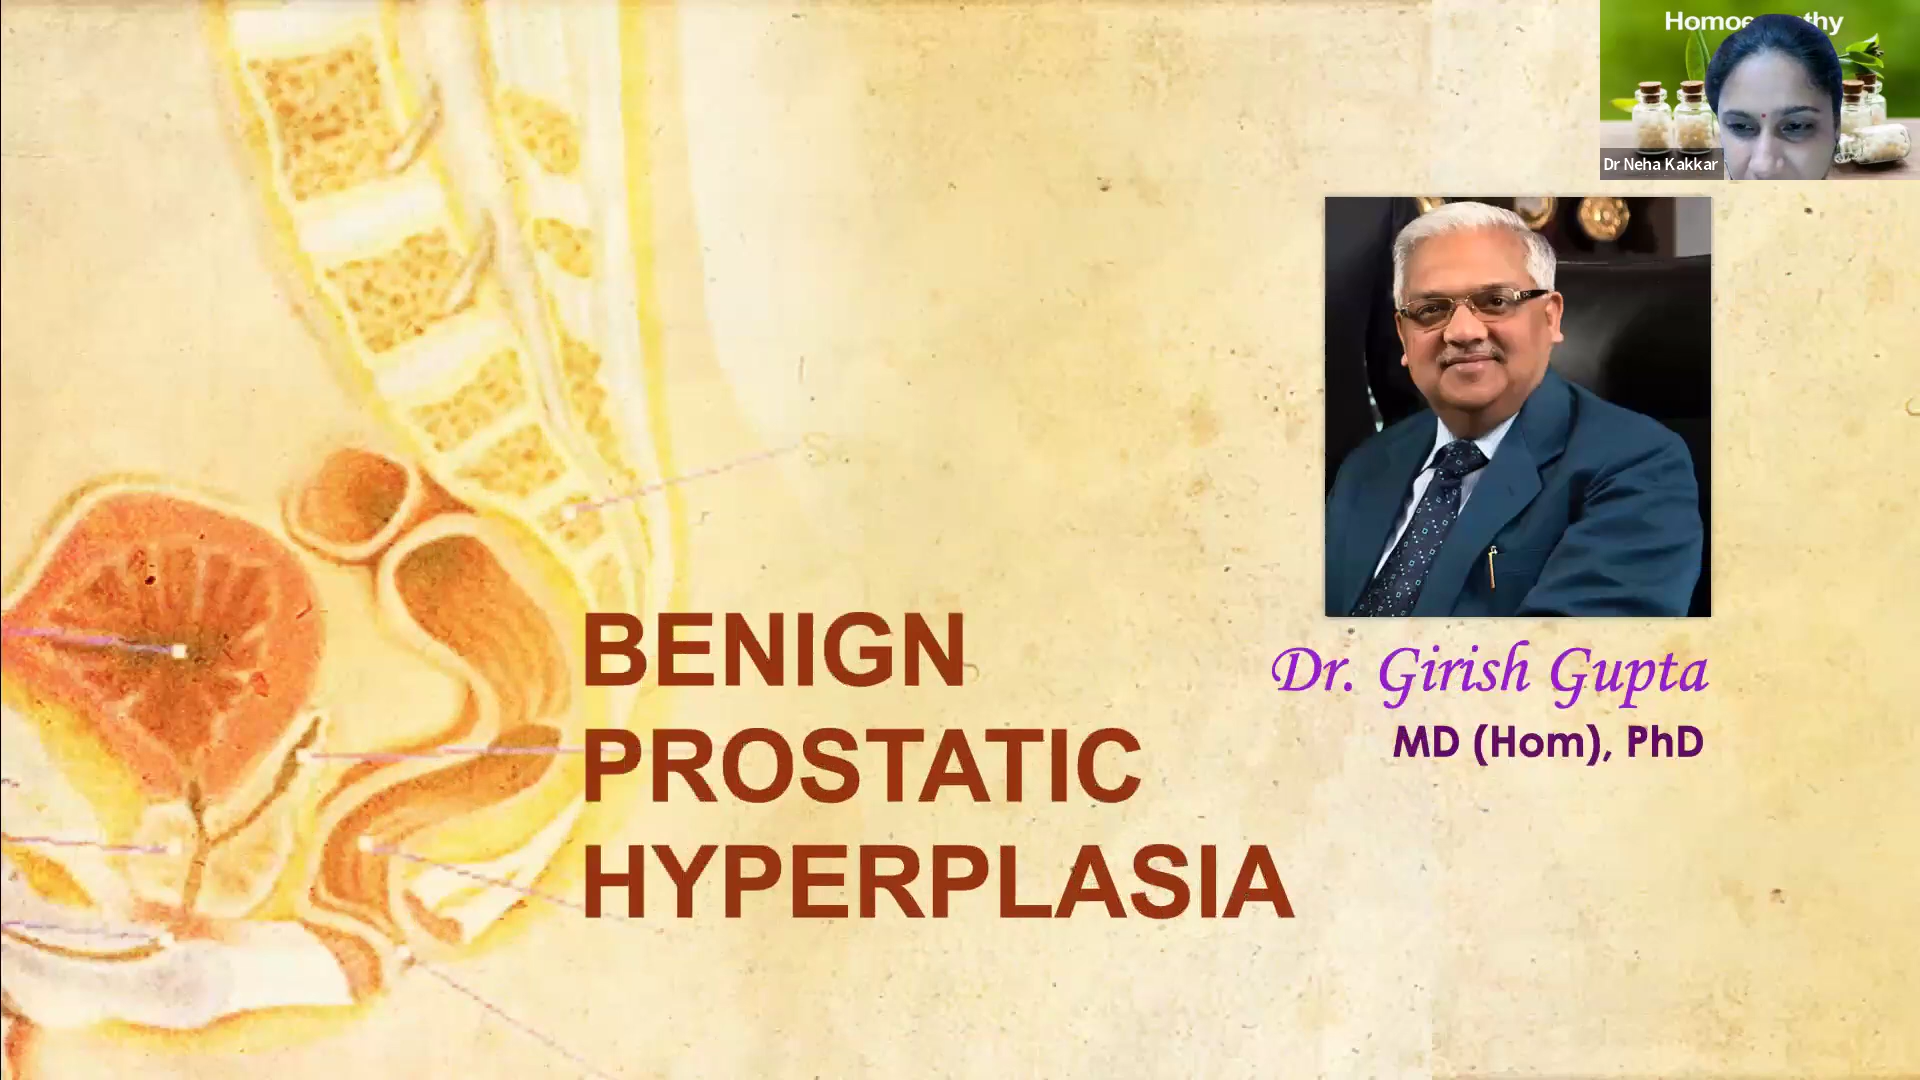 Dr Neha Kakkar
Dr. Girish Gupta
MD (Hom), PhD
BENIGN
PROSTATIC
HYPERPLASIA